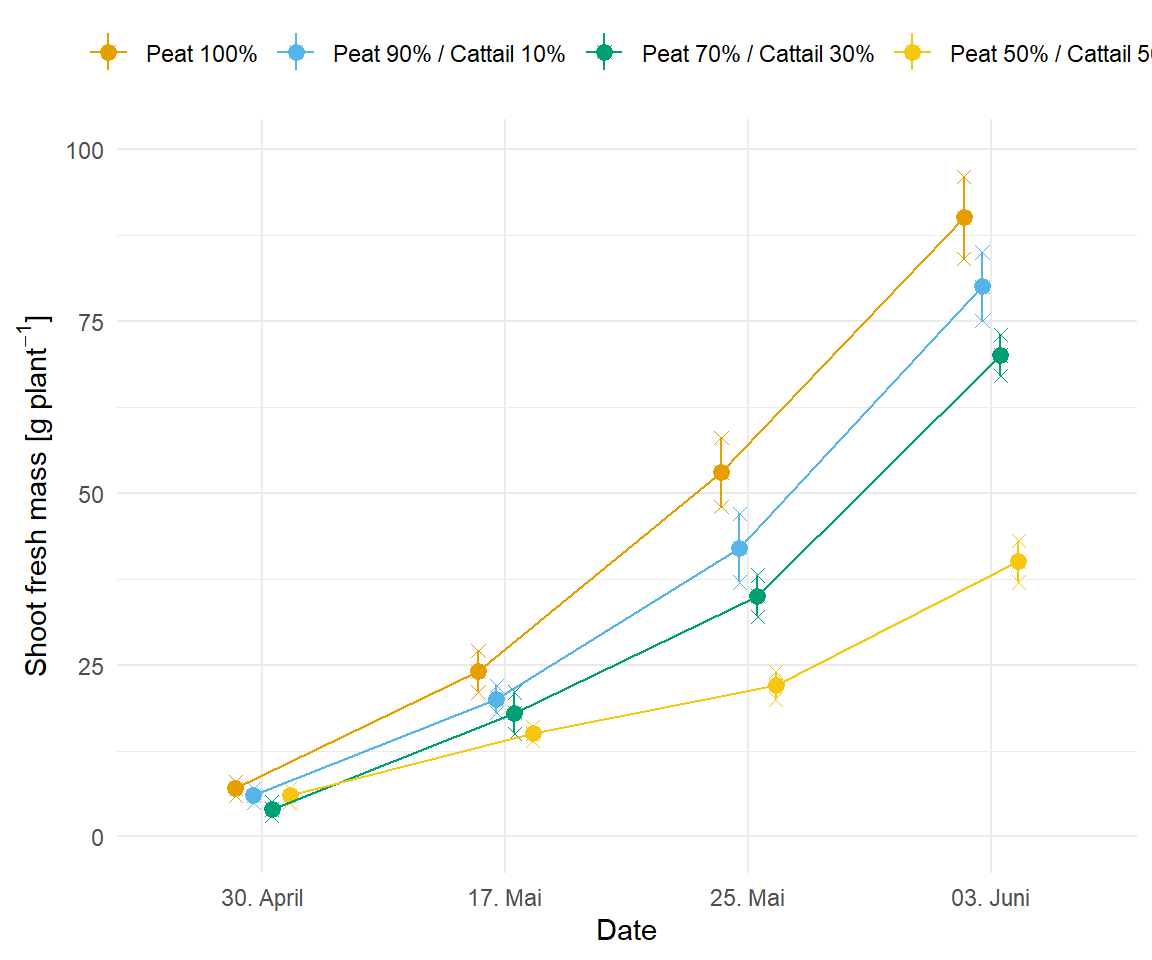 Peat 100% Peat 90% / Cattail 10% Peat 70% / Cattail 30% Peat 50% / Cattail
100
75
50
25
0
Shoot fresh mass [g plant⁻¹]
30. April 17. Mai 25. Mai 03. Juni
Date